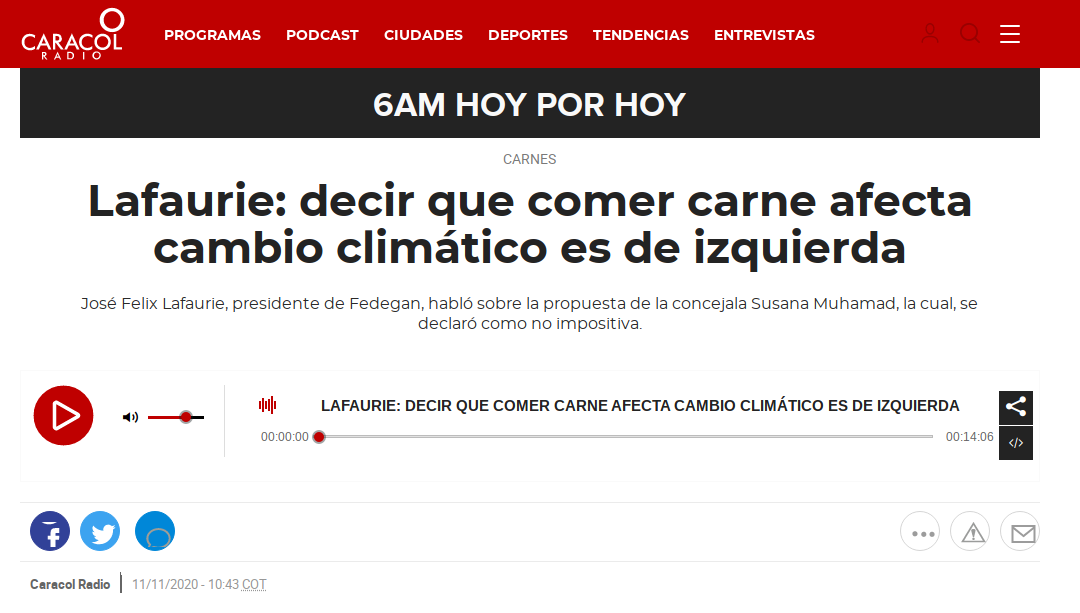 CARACOL
RADIO
PROGRAMAS PODCAST CIUDADES DEPORTES TENDENCIAS ENTREVISTAS
6AM HOY POR HOY
CARNES
Lafaurie: decir que comer carne afecta
cambio climático es de izquierda
José Felix Lafaurie, presidente de Fedegan, habló sobre la propuesta de la concejala Susana Muhamad, la cual, se
declaró como no impositiva.
LAFAURIE: DECIR QUE COMER CARNE AFECTA CAMBIO CLIMÁTICO ES DE IZQUIERDA
00:00:00 00:14:06
Caracol Radio 11/11/2020 - 10:43 COT